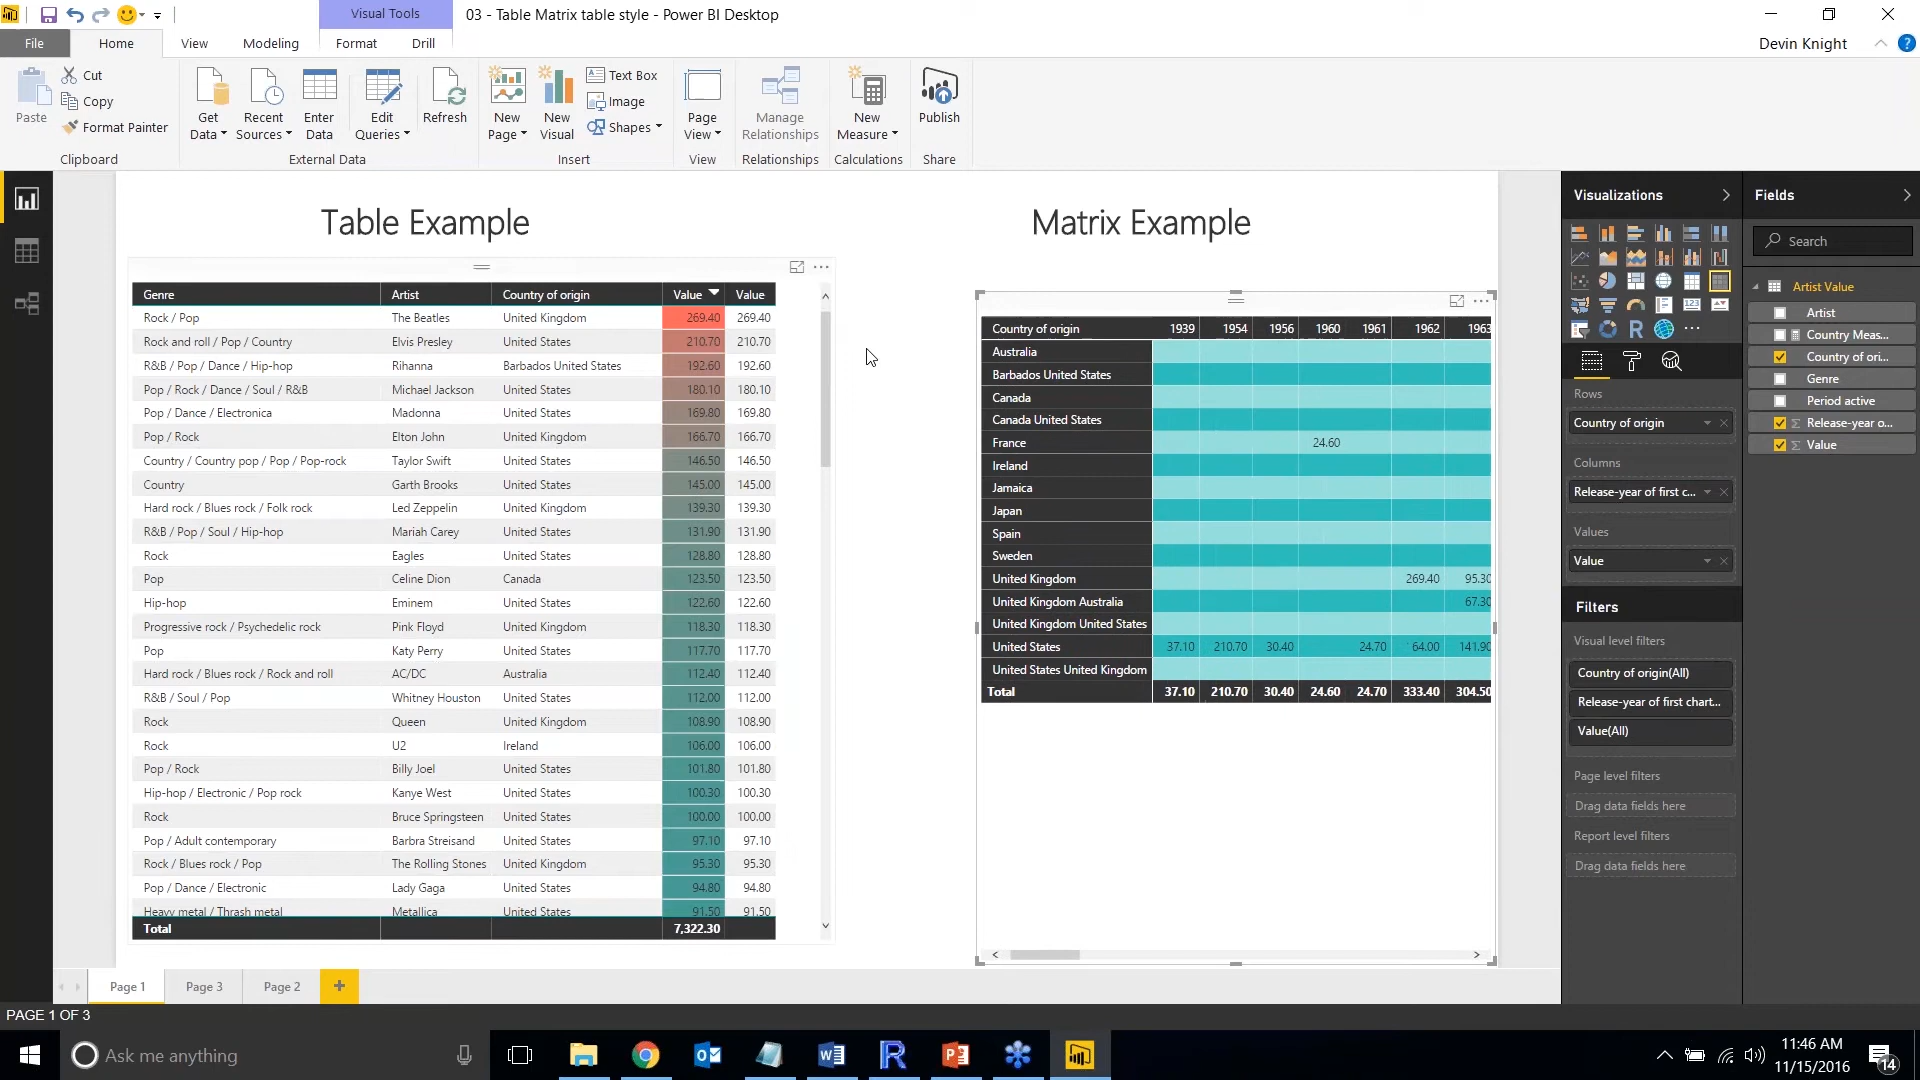 Visual Tools
03 - Table Matrix table style - Power BI Desktop
File
Home
View
Modeling
Format
Drill
Devin Knight
?
Paste
Cut
Copy
Format Painter
Clipboard
Get Data
Recent Sources
Enter Data
Edit Queries
Refresh
External Data
New Page
New Visual
Text Box
Image
Shapes
Insert
Page View
View
Manage Relationships
Relationships
New Measure
Calculations
Publish
Share
Table Example
Genre Artist Country of origin Value Value
Rock / Pop The Beatles United Kingdom 269.40 269.40
Rock and roll / Pop / Country Elvis Presley United States 210.70 210.70
R&B / Pop / Dance / Hip-hop Rihanna Barbados United States 192.60 192.60
Pop / Rock / Dance / Soul / R&B Michael Jackson United States 180.10 180.10
Pop / Dance / Electronica Madonna United States 169.80 169.80
Pop / Rock Elton John United Kingdom 166.70 166.70
Country / Country pop / Pop / Pop-rock Taylor Swift United States 146.50 146.50
Country Garth Brooks United States 145.00 145.00
Hard rock / Blues rock / Folk rock Led Zeppelin United Kingdom 139.30 139.30
R&B / Pop / Soul / Hip-hop Mariah Carey United States 131.90 131.90
Rock Eagles United States 128.80 128.80
Pop Celine Dion Canada 123.50 123.50
Hip-hop Eminem United States 122.60 122.60
Progressive rock / Psychedelic rock Pink Floyd United Kingdom 118.30 118.30
Pop Katy Perry United States 117.70 117.70
Hard rock / Blues rock / Rock and roll AC/DC Australia 112.40 112.40
R&B / Soul / Pop Whitney Houston United States 112.00 112.00
Rock Queen United Kingdom 108.90 108.90
Rock U2 Ireland 106.00 106.00
Pop / Rock Billy Joel United States 101.80 101.80
Hip-hop / Electronic / Pop rock Kanye West United States 100.30 100.30
Rock Bruce Springsteen United States 100.00 100.00
Pop / Adult contemporary Barbra Streisand United States 97.10 97.10
Rock / Blues rock / Pop The Rolling Stones United Kingdom 95.30 95.30
Pop / Dance / Electronic Lady Gaga United States 94.80 94.80
Heavy metal / Thrash metal Metallica United States 91.50 91.50
Total 7,322.30
Matrix Example
Country of origin 1939 1954 1956 1960 1961 1962 1963
Australia
Barbados United States
Canada
Canada United States
France 24.60
Ireland
Jamaica
Japan
Spain
Sweden
United Kingdom 269.40 95.30
United Kingdom Australia 67.30
United Kingdom United States
United States 37.10 210.70 30.40 24.70 64.00 141.90
United States United Kingdom
Total 37.10 210.70 30.40 24.60 24.70 333.40 304.50
Visualizations
R
Rows
Country of origin
Columns
Release-year of first c...
Values
Value
Filters
Visual level filters
Country of origin(All)
Release-year of first chart...
Value(All)
Page level filters
Drag data fields here
Report level filters
Drag data fields here
Fields
Search
Artist Value
Artist
Country Meas...
Country of ori...
Genre
Period active
Release-year o...
Value
Page 1
Page 3
Page 2
+
PAGE 1 OF 3
Ask me anything
11:46 AM
11/15/2016
14